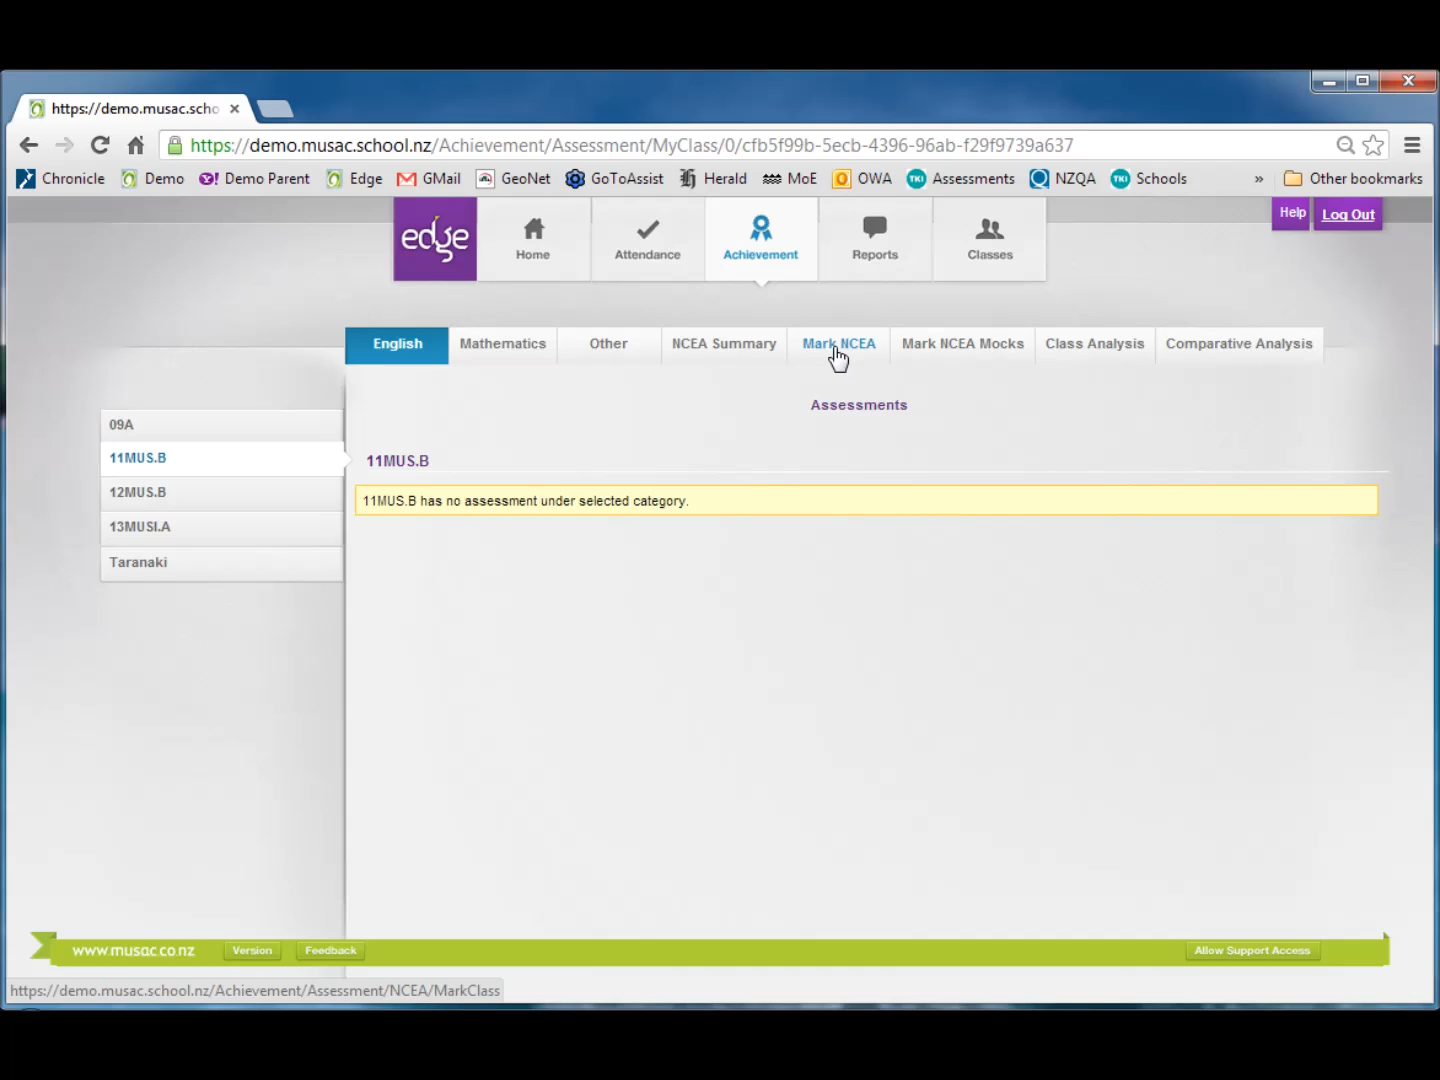 https://demo.musac.scho
https://demo.musac.school.nz/Achievement/Assessment/MyClass/0/cfb5f99b-5ecb-4396-96ab-f29f9739a637
Chronicle Demo Demo Parent Edge GMail GeoNet GoToAssist Herald MoE OWA Assessments NZQA Schools » Other bookmarks
edge
Home
Attendance
Achievement
Reports
Classes
Help
Log Out
English Mathematics Other NCEA Summary Mark NCEA Mark NCEA Mocks Class Analysis Comparative Analysis
Assessments
09A
11MUS.B
12MUS.B
13MUSI.A
Taranaki
11MUS.B
11MUS.B has no assessment under selected category.
www.musac.co.nz Version Feedback Allow Support Access
https://demo.musac.school.nz/Achievement/Assessment/NCEA/MarkClass